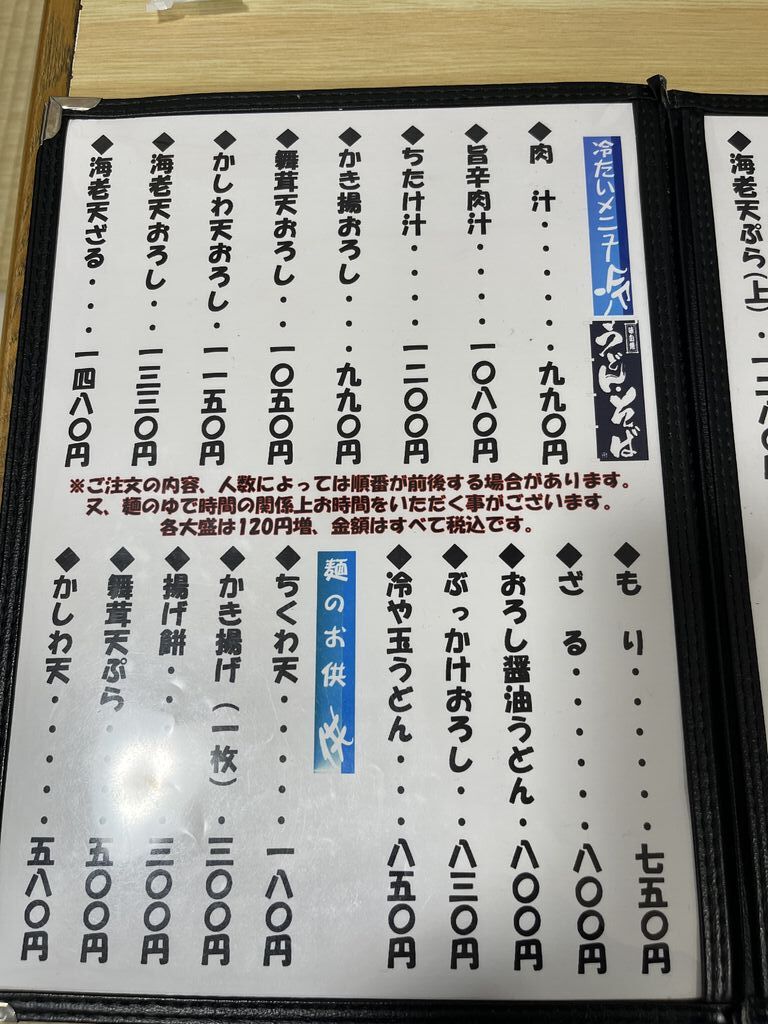 冷たいメニュー
うどん・そば
◆肉　汁・・・・・九九〇円
◆旨辛肉汁・・・・一〇八〇円
◆ちたけ汁・・・・一二〇〇円
◆かき揚おろし・・・九九〇円
◆舞茸天おろし・・一〇五〇円
◆かしわ天おろし・・一一五〇円
◆海老天おろし・・・一三三〇円
◆海老天ざる・・・一四八〇円
※ご注文の内容、人数によっては順番が前後する場合があります。
又、麺のゆで時間の関係上お時間をいただく事がございます。
各大盛は120円増、金額はすべて税込です。
◆も　り・・・・・・七五〇円
◆ざ　る・・・・・・八〇〇円
◆おろし醤油うどん・八〇〇円
◆ぶっかけおろし・・八三〇円
◆冷や玉うどん・・・八五〇円
麺のお供
◆ちくわ天・・・・・一八〇円
◆かき揚げ（一枚）・三〇〇円
◆揚げ餅・・・・・三〇〇円
◆舞茸天ぷら・・・・五〇〇円
◆かしわ天・・・・・五八〇円
◆海老天ぷら（上）・一二八〇円